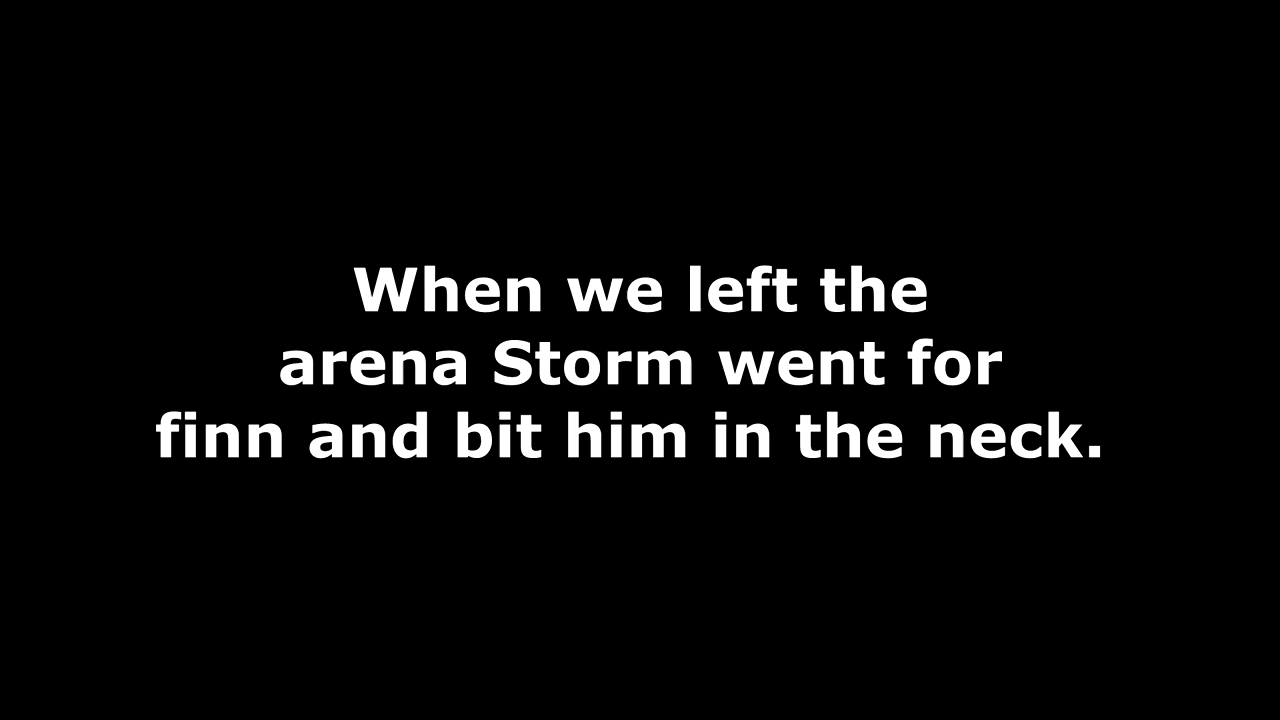 When we left the
arena Storm went for
finn and bit him in the neck.